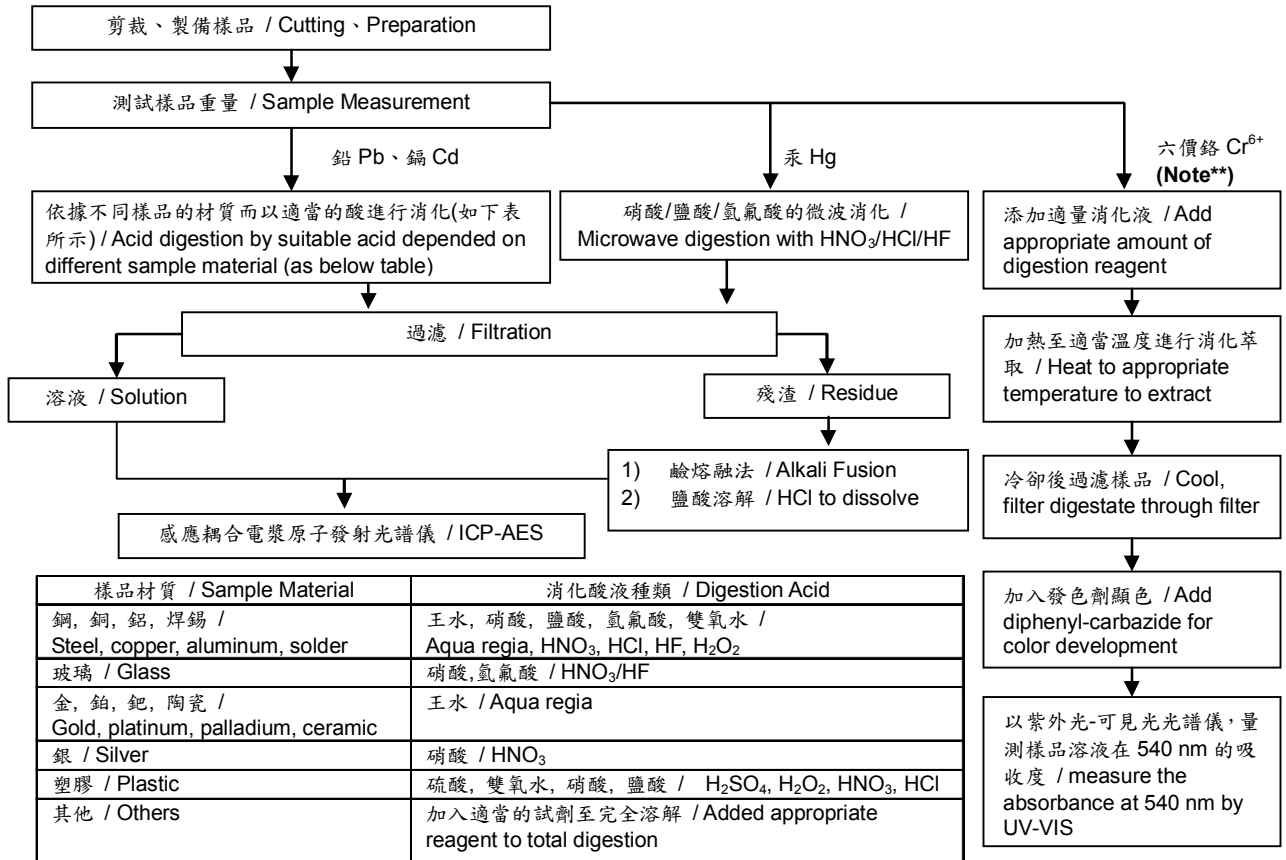 剪裁、製備樣品 / Cutting、Preparation
測試樣品重量 / Sample Measurement
鉛 Pb、鎘 Cd
汞 Hg
六價鉻 Cr⁶⁺
(Note**)
依據不同樣品的材質而以適當的酸進行消化(如下表
所示) / Acid digestion by suitable acid depended on
different sample material (as below table)
硝酸/鹽酸/氫氟酸的微波消化 /
Microwave digestion with HNO₃/HCl/HF
添加適量消化液 / Add
appropriate amount of
digestion reagent
過濾 / Filtration
加熱至適當溫度進行消化萃
取 / Heat to appropriate
temperature to extract
溶液 / Solution
殘渣 / Residue
1) 鹼熔融法 / Alkali Fusion
2) 鹽酸溶解 / HCl to dissolve
冷卻後過濾樣品 / Cool,
filter digestate through filter
感應耦合電漿原子發射光譜儀 / ICP-AES
加入發色劑顯色 / Add
diphenyl-carbazide for
color development
以紫外光-可見光光譜儀,量
測樣品溶液在 540 nm 的吸
收度 / measure the
absorbance at 540 nm by
UV-VIS
樣品材質 / Sample Material
消化酸液種類 / Digestion Acid
鋼, 銅, 鋁, 焊錫 /
Steel, copper, aluminum, solder
王水, 硝酸, 鹽酸, 氫氟酸, 雙氧水 /
Aqua regia, HNO₃, HCl, HF, H₂O₂
玻璃 / Glass
硝酸,氫氟酸 / HNO₃/HF
金, 鉑, 鈀, 陶瓷 /
Gold, platinum, palladium, ceramic
王水 / Aqua regia
銀 / Silver
硝酸 / HNO₃
塑膠 / Plastic
硫酸, 雙氧水, 硝酸, 鹽酸 / H₂SO₄, H₂O₂, HNO₃, HCl
其他 / Others
加入適當的試劑至完全溶解 / Added appropriate
reagent to total digestion